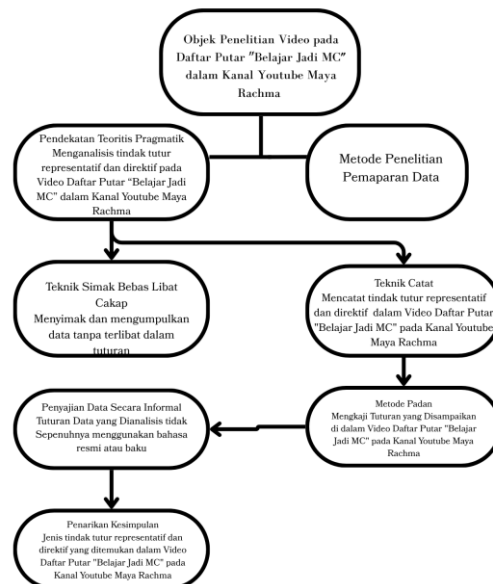 Objek Penelitian Video pada
Daftar Putar "Belajar Jadi MC"
dalam Kanal Youtube Maya
Rachma
Pendekatan Teoritis Pragmatik
Menganalisis tindak tutur
representatif dan direktif pada
Video Daftar Putar "Belajar Jadi
MC" dalam Kanal Youtube Maya
Rachma
Metode Penelitian
Pemaparan Data
Teknik Simak Bebas Libat
Cakap
Menyimak dan mengumpulkan
data tanpa terlibat dalam
tuturan
Teknik Catat
Mencatat tindak tutur representatif
dan direktif dalam Video Daftar Putar
"Belajar Jadi MC" pada Kanal Youtube
Maya Rachma
Metode Padan
Mengkaji Tuturan yang Disampaikan
di dalam Video Daftar Putar "Belajar
Jadi MC" pada Kanal Youtube Maya
Rachma
Penyajian Data Secara Informal
Tuturan Data yang Dianalisis tidak
Sepenuhnya menggunakan bahasa
resmi atau baku
Penarikan Kesimpulan
Jenis tindak tutur representatif dan
direktif yang ditemukan dalam Video
Daftar Putar "Belajar Jadi MC" pada
Kanal Youtube Maya Rachma